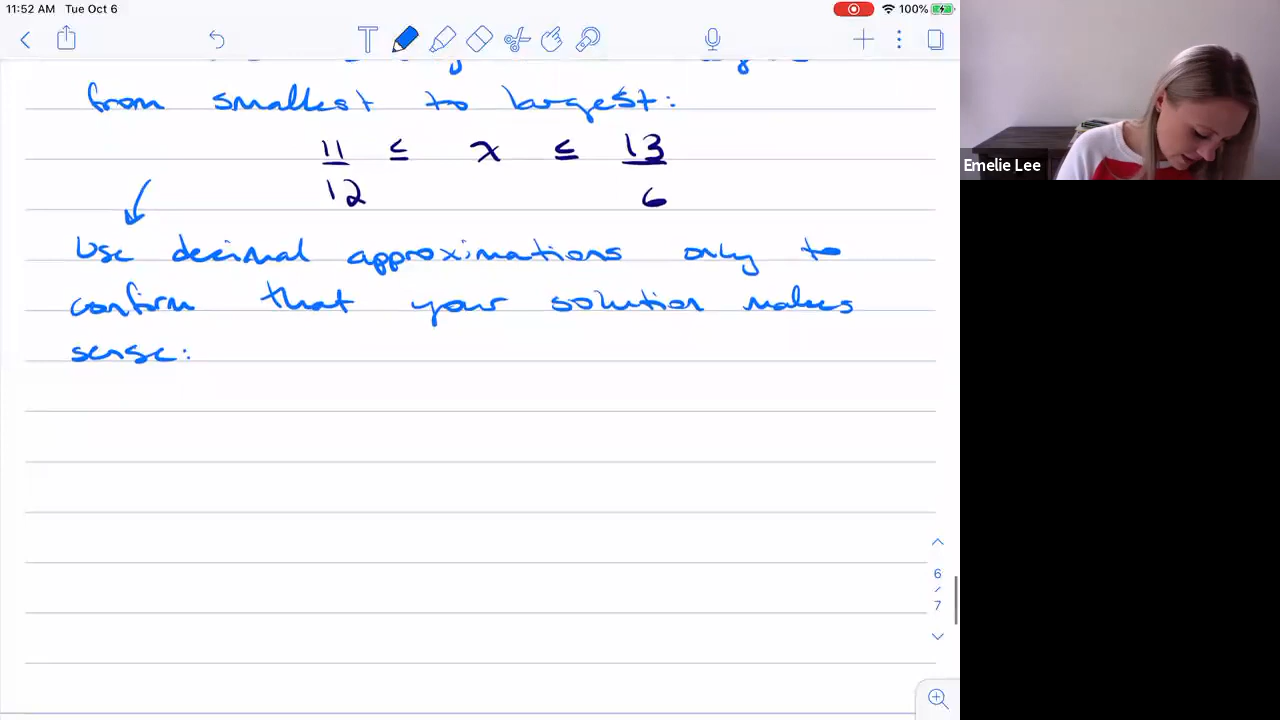 11:52 AM Tue Oct 6
100%
from smallest to largest:
11/12 ≤ x ≤ 13/6
Use decimal approximations only to
confirm that your solution makes
sense:
6
7
Emelie Lee